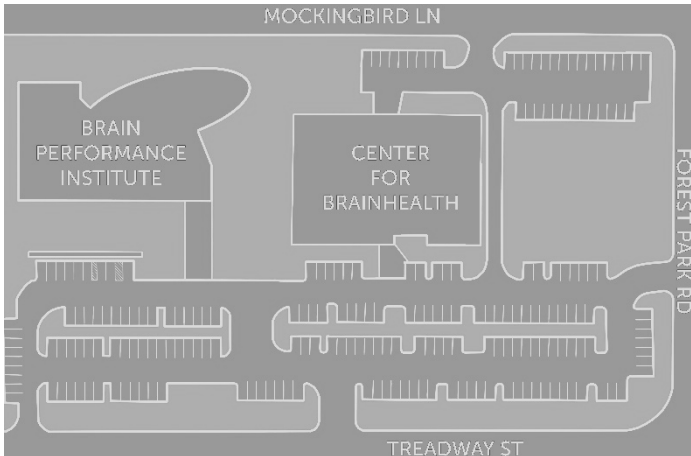 MOCKINGBIRD LN
BRAIN
PERFORMANCE
INSTITUTE
CENTER
FOR
BRAINHEALTH
FOREST PARK RD
TREADWAY ST